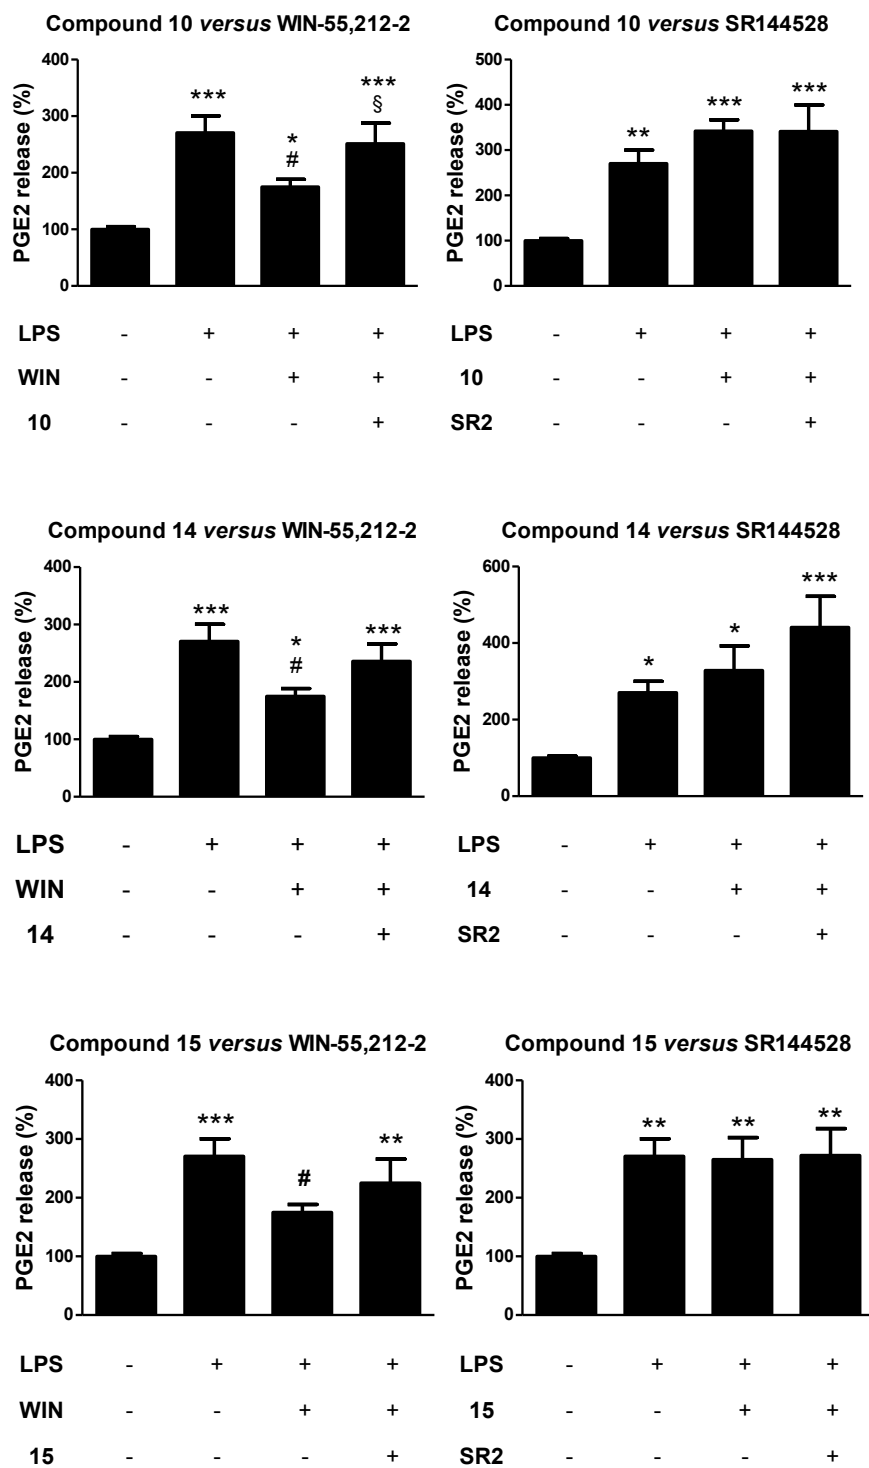 Compound 10 versus WIN-55,212-2
PGE2 release (%)
400
300
200
100
0
***
*
#
***
§
LPS - + + +
WIN - - + +
10 - - - +
Compound 10 versus SR144528
PGE2 release (%)
500
400
300
200
100
0
**
***
***
LPS - + + +
10 - - + +
SR2 - - - +
Compound 14 versus WIN-55,212-2
PGE2 release (%)
400
300
200
100
0
***
*
#
***
LPS - + + +
WIN - - + +
14 - - - +
Compound 14 versus SR144528
PGE2 release (%)
600
400
200
0
*
*
***
LPS - + + +
14 - - + +
SR2 - - - +
Compound 15 versus WIN-55,212-2
PGE2 release (%)
400
300
200
100
0
***
#
**
LPS - + + +
WIN - - + +
15 - - - +
Compound 15 versus SR144528
PGE2 release (%)
400
300
200
100
0
**
**
**
LPS - + + +
15 - - + +
SR2 - - - +